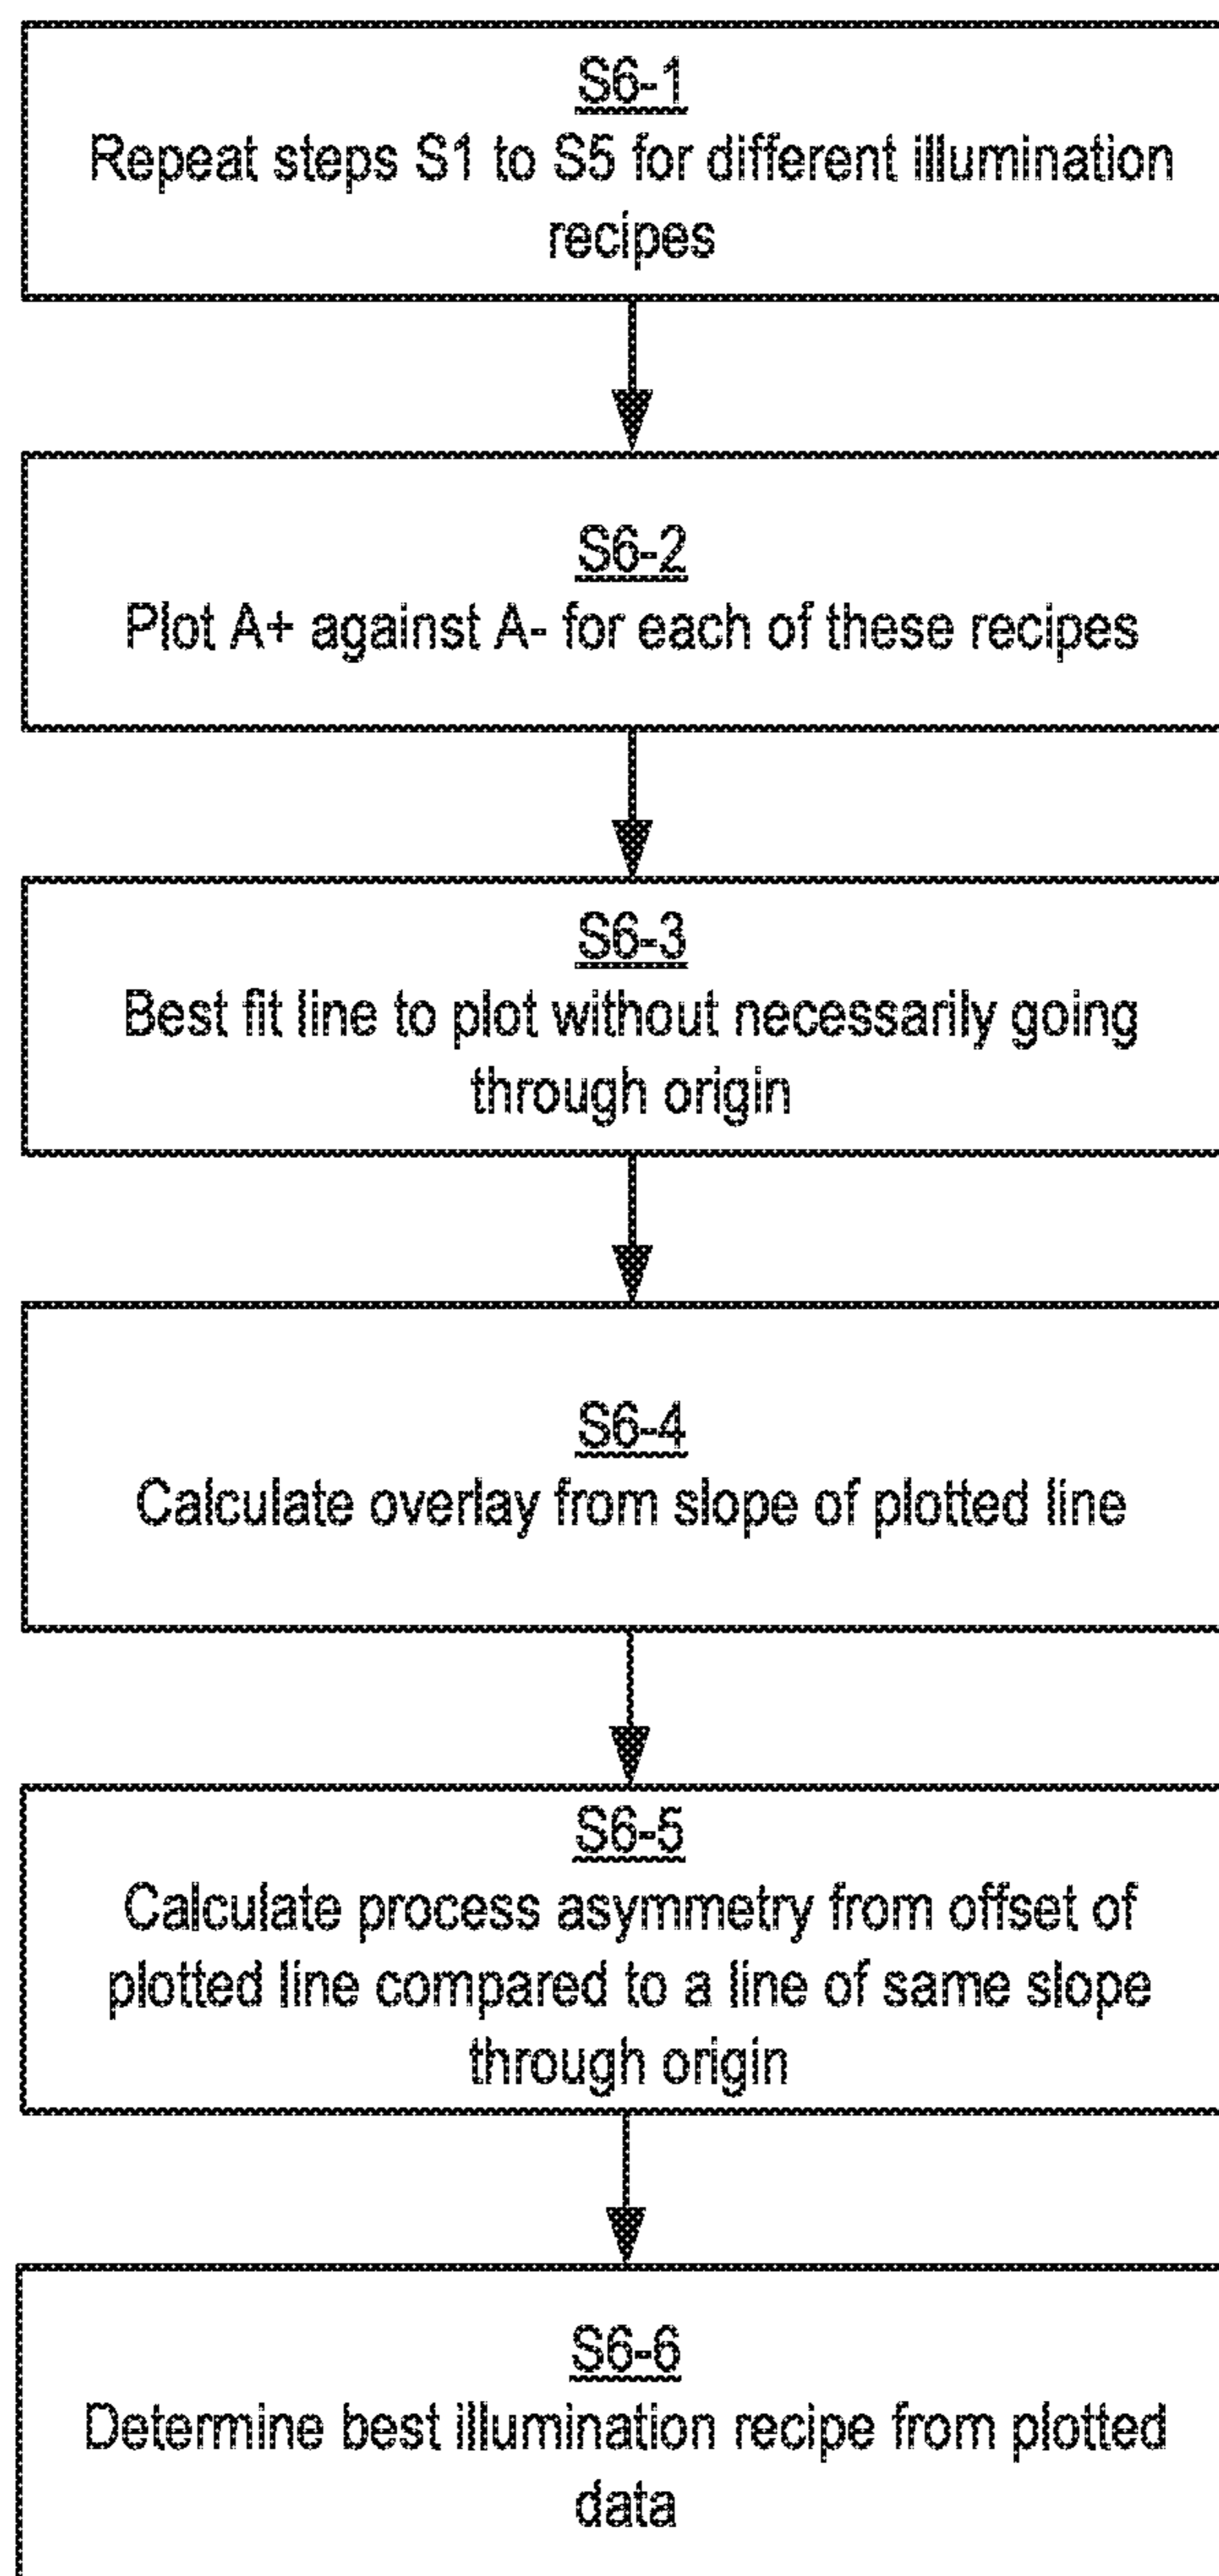 S6-1
Repeat steps S1 to S5 for different illumination
recipes
S6-2
Plot A+ against A- for each of these recipes
S6-3
Best fit line to plot without necessarily going
through origin
S6-4
Calculate overlay from slope of plotted line
S6-5
Calculate process asymmetry from offset of
plotted line compared to a line of same slope
through origin
S6-6
Determine best illumination recipe from plotted
data